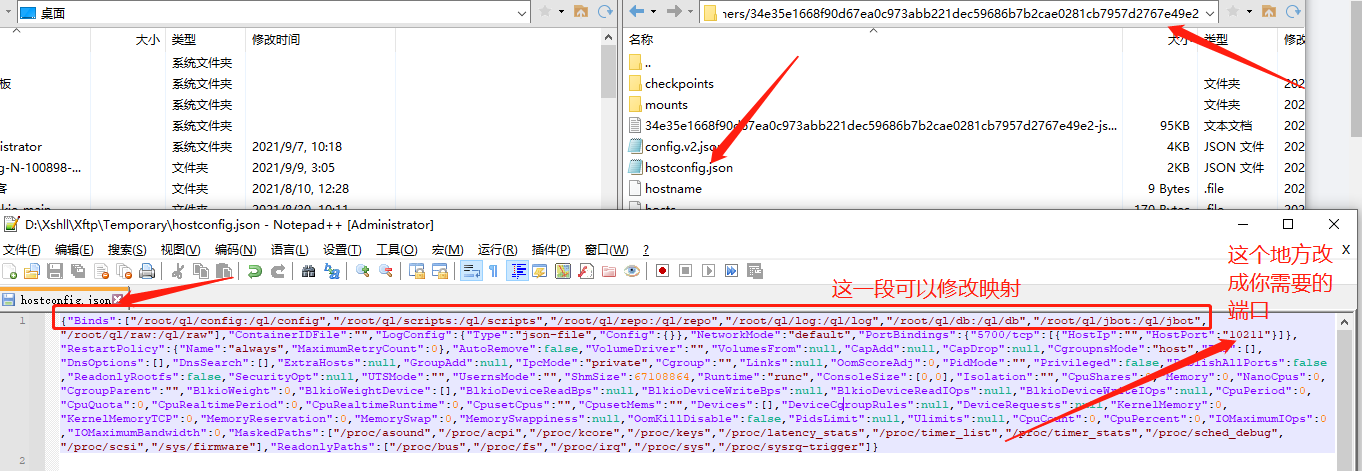 桌面
ners/34e35e1668f90d67ea0c973abb221dec59686b7b2cae0281cb7957d2767e49e2
大小 类型 修改时间
系统文件夹
板 系统文件夹
系统文件夹
系统文件夹
istrator 2021/9/7, 10:18
g-N-100898-... 文件夹 2021/9/9, 3:05
客 文件夹 2021/8/10, 12:28
名称 大小 类型 修改
..
checkpoints 文件夹 202
mounts 文件夹 202
34e35e1668f90d67ea0c973abb221dec59686b7b2cae0281cb7957d2767e49e2-js... 95KB 文本文档 202
config.v2.json 4KB JSON 文件 202
hostconfig.json 2KB JSON 文件 202
hostname 9 Bytes .file 202
hosts 170 Bytes .file
D:\Xshll\Xftp\Temporary\hostconfig.json - Notepad++ [Administrator]
文件(F) 编辑(E) 搜索(S) 视图(V) 编码(N) 语言(L) 设置(T) 工具(O) 宏(M) 运行(R) 插件(P) 窗口(W) ? X
这个地方改
成你需要的
端口
这一段可以修改映射
hostconfig.json
1 {"Binds":["/root/ql/config:/ql/config","/root/ql/scripts:/ql/scripts","/root/ql/repo:/ql/repo","/root/ql/log:/ql/log","/root/ql/db:/ql/db","/root/ql/jbot:/ql/jbot",
"/root/ql/raw:/ql/raw"],"ContainerIDFile":"","LogConfig":{"Type":"json-file","Config":{}},"NetworkMode":"default","PortBindings":{"5700/tcp":[{"HostIp":"","HostPort":"10211"}]},
"RestartPolicy":{"Name":"always","MaximumRetryCount":0},"AutoRemove":false,"VolumeDriver":"","VolumesFrom":null,"CapAdd":null,"CapDrop":null,"CgroupnsMode":"host","Dns":[],
"DnsOptions":[],"DnsSearch":[],"ExtraHosts":null,"GroupAdd":null,"IpcMode":"private","Cgroup":"","Links":null,"OomScoreAdj":0,"PidMode":"","Privileged":false,"PublishAllPorts":false
,"ReadonlyRootfs":false,"SecurityOpt":null,"UTSMode":"","UsernsMode":"","ShmSize":67108864,"Runtime":"runc","ConsoleSize":[0,0],"Isolation":"","CpuShares":0,"Memory":0,"NanoCpus":0,
"CgroupParent":"","BlkioWeight":0,"BlkioWeightDevice":[],"BlkioDeviceReadBps":null,"BlkioDeviceWriteBps":null,"BlkioDeviceReadIOps":null,"BlkioDeviceWriteIOps":null,"CpuPeriod":0,
"CpuQuota":0,"CpuRealtimePeriod":0,"CpuRealtimeRuntime":0,"CpusetCpus":"","CpusetMems":"","Devices":[],"DeviceCgroupRules":null,"DeviceRequests":null,"KernelMemory":0,
"KernelMemoryTCP":0,"MemoryReservation":0,"MemorySwap":0,"MemorySwappiness":null,"OomKillDisable":false,"PidsLimit":null,"Ulimits":null,"CpuCount":0,"CpuPercent":0,"IOMaximumIOps":0
,"IOMaximumBandwidth":0,"MaskedPaths":["/proc/asound","/proc/acpi","/proc/kcore","/proc/keys","/proc/latency_stats","/proc/timer_list","/proc/timer_stats","/proc/sched_debug",
"/proc/scsi","/sys/firmware"],"ReadonlyPaths":["/proc/bus","/proc/fs","/proc/irq","/proc/sys","/proc/sysrq-trigger"]}
2